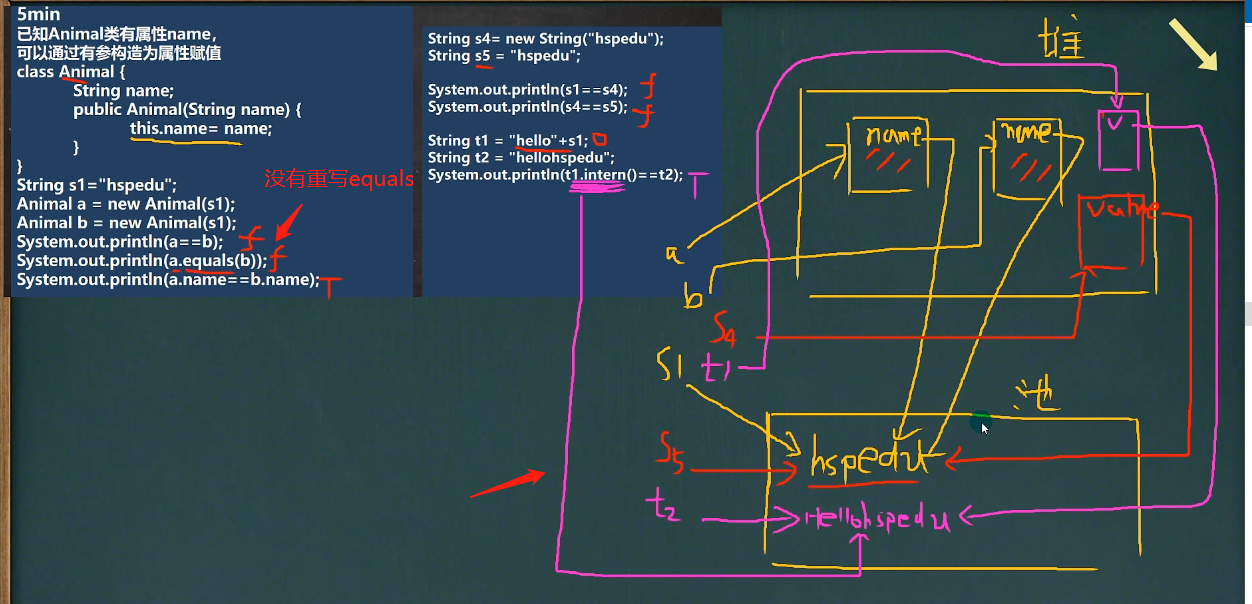 5min
已知Animal类有属性name，
可以通过有参构造为属性赋值
class Animal {
String name;
public Animal(String name) {
this.name= name;
}
}
String s1="hspedu";
Animal a = new Animal(s1);
Animal b = new Animal(s1);
System.out.println(a==b); f
System.out.println(a.equals(b)); f
System.out.println(a.name==b.name); T
没有重写equals
String s4= new String("hspedu");
String s5 = "hspedu";
System.out.println(s1==s4); f
System.out.println(s4==s5); f
String t1 = "hello"+s1;
String t2 = "hellohspedu";
System.out.println(t1.intern()==t2); T
堆
name
name
V
value
a
b
S4
S1
t1
池
S5
hspedu
t2
Hellohspedu